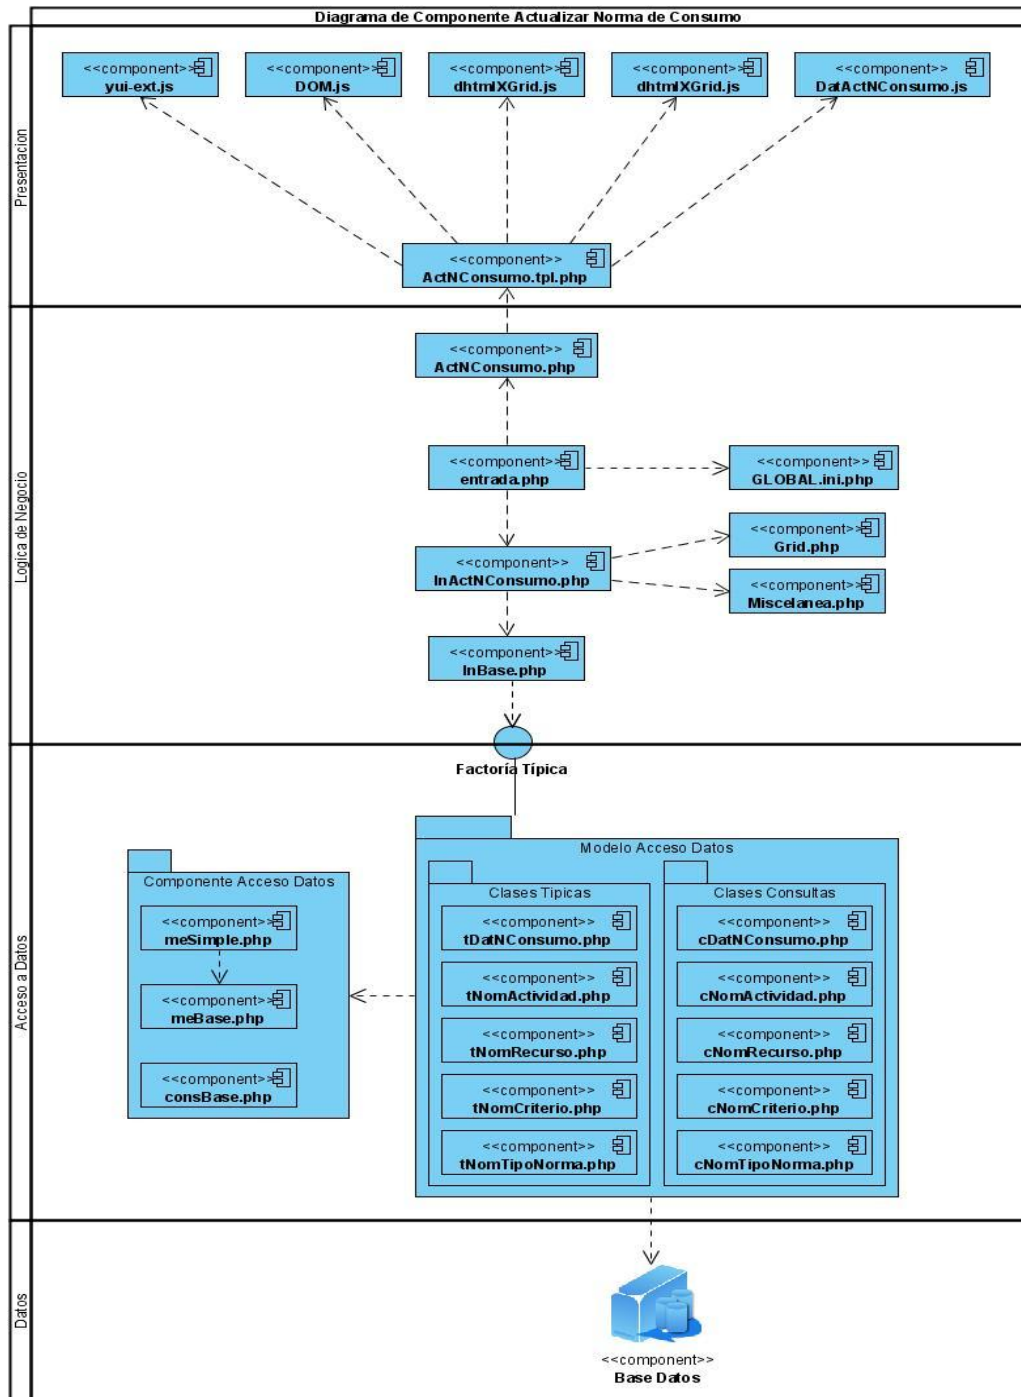 Diagrama de Componente Actualizar Norma de Consumo
Presentacion
<<component>>
yui-ext.js
<<component>>
DOM.js
<<component>>
dhtmlXGrid.js
<<component>>
dhtmlXGrid.js
<<component>>
DatActNConsumo.js
<<component>>
ActNConsumo.tpl.php
Logica de Negocio
<<component>>
ActNConsumo.php
<<component>>
entrada.php
<<component>>
GLOBAL.ini.php
<<component>>
Grid.php
<<component>>
InActNConsumo.php
<<component>>
Miscelanea.php
<<component>>
InBase.php
Factoría Típica
Acceso a Datos
Modelo Acceso Datos
Componente Acceso Datos
<<component>>
meSimple.php
<<component>>
meBase.php
<<component>>
consBase.php
Clases Tipicas
<<component>>
tDatNConsumo.php
<<component>>
tNomActividad.php
<<component>>
tNomRecurso.php
<<component>>
tNomCriterio.php
<<component>>
tNomTipoNorma.php
Clases Consultas
<<component>>
cDatNConsumo.php
<<component>>
cNomActividad.php
<<component>>
cNomRecurso.php
<<component>>
cNomCriterio.php
<<component>>
cNomTipoNorma.php
Datos
<<component>>
Base Datos